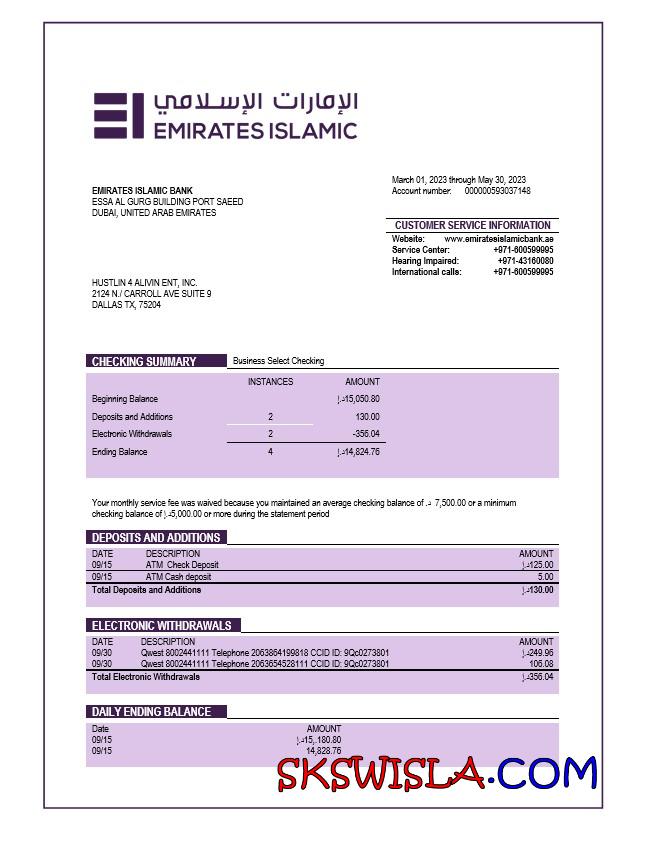 الإمارات الإسلامي
EMIRATES ISLAMIC
March 01, 2023 through May 30, 2023
Account number: 000000593037148
EMIRATES ISLAMIC BANK
ESSA AL GURG BUILDING PORT SAEED
DUBAI, UNITED ARAB EMIRATES
CUSTOMER SERVICE INFORMATION
Website: www.emiratesislamicbank.ae
Service Center: +971-600599995
Hearing Impaired: +971-43160080
International calls: +971-600599995
HUSTLIN 4 ALIVIN ENT, INC.
2124 N./ CARROLL AVE SUITE 9
DALLAS TX, 75204
CHECKING SUMMARY Business Select Checking
INSTANCES AMOUNT
Beginning Balance د.إ15,050.80
Deposits and Additions 2 130.00
Electronic Withdrawals 2 -356.04
Ending Balance 4 د.إ14,824.76
Your monthly service fee was waived because you maintained an average checking balance of د.إ 7,500.00 or a minimum
checking balance of د.إ5,000.00 or more during the statement period
DEPOSITS AND ADDITIONS
DATE DESCRIPTION AMOUNT
09/15 ATM Check Deposit د.إ125.00
09/15 ATM Cash deposit 5.00
Total Deposits and Additions د.إ130.00
ELECTRONIC WITHDRAWALS
DATE DESCRIPTION AMOUNT
09/30 Qwest 8002441111 Telephone 2063864199818 CCID ID: 9Qc0273801 د.إ249.96
09/30 Qwest 8002441111 Telephone 2063654528111 CCID ID: 9Qc0273801 106.08
Total Electronic Withdrawals د.إ356.04
DAILY ENDING BALANCE
Date AMOUNT
09/15 د.إ15,.180.80
09/15 14,828.76
SKSWISLA.COM